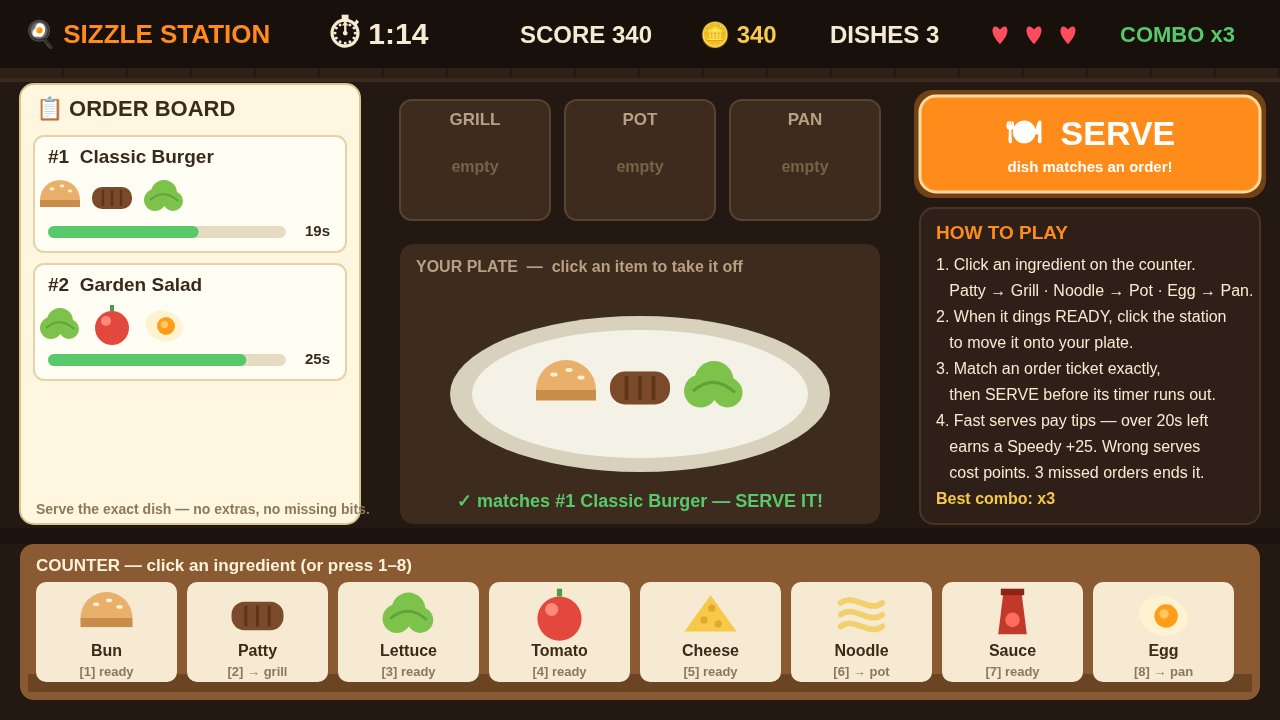 SIZZLE STATION
1:14
SCORE 340
340
DISHES 3
COMBO x3
ORDER BOARD
#1 Classic Burger
19s
#2 Garden Salad
25s
Serve the exact dish — no extras, no missing bits.
GRILL
empty
POT
empty
PAN
empty
YOUR PLATE — click an item to take it off
✓ matches #1 Classic Burger — SERVE IT!
SERVE
dish matches an order!
HOW TO PLAY
1. Click an ingredient on the counter.
Patty → Grill · Noodle → Pot · Egg → Pan.
2. When it dings READY, click the station
to move it onto your plate.
3. Match an order ticket exactly,
then SERVE before its timer runs out.
4. Fast serves pay tips — over 20s left
earns a Speedy +25. Wrong serves
cost points. 3 missed orders ends it.
Best combo: x3
COUNTER — click an ingredient (or press 1–8)
Bun
[1] ready
Patty
[2] → grill
Lettuce
[3] ready
Tomato
[4] ready
Cheese
[5] ready
Noodle
[6] → pot
Sauce
[7] ready
Egg
[8] → pan